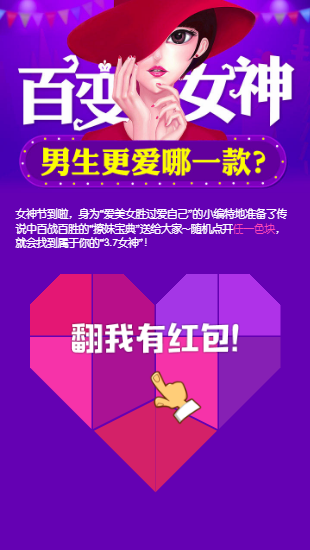 百变女神
男生更爱哪一款?
女神节到啦，身为“爱美女胜过爱自己”的小编特地准备了传
说中百战百胜的“撩妹宝典”送给大家~随机点开任一色块，
就会找到属于你的“3.7女神”！
翻我有红包!